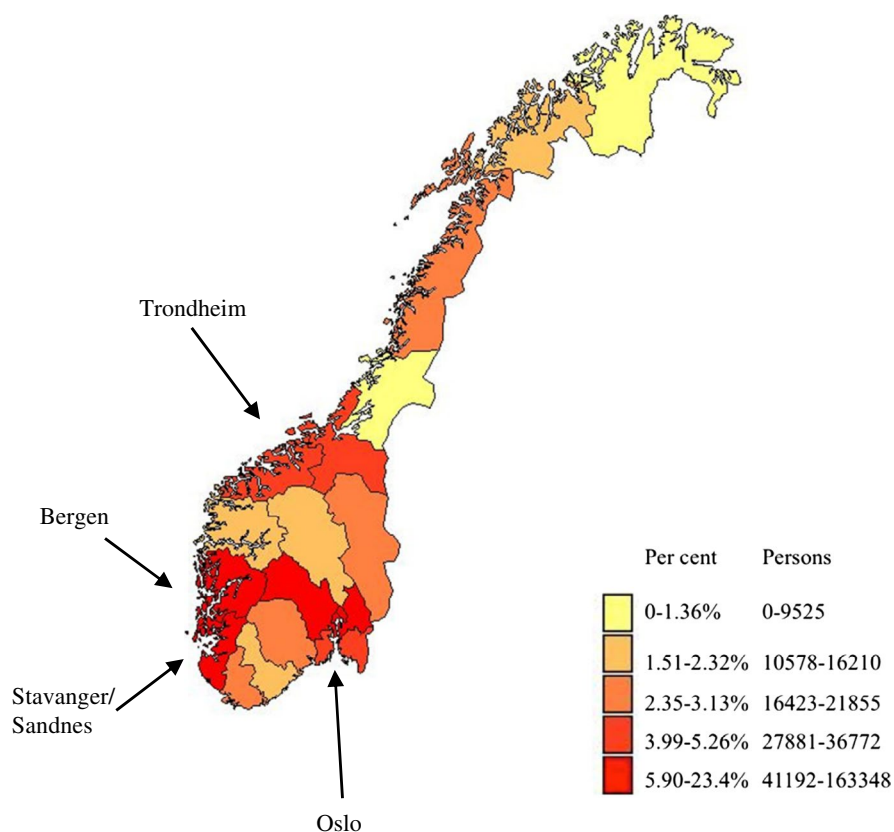 Trondheim
Bergen
Stavanger/
Sandnes
Oslo
Per cent Persons
0-1.36% 0-9525
1.51-2.32% 10578-16210
2.35-3.13% 16423-21855
3.99-5.26% 27881-36772
5.90-23.4% 41192-163348